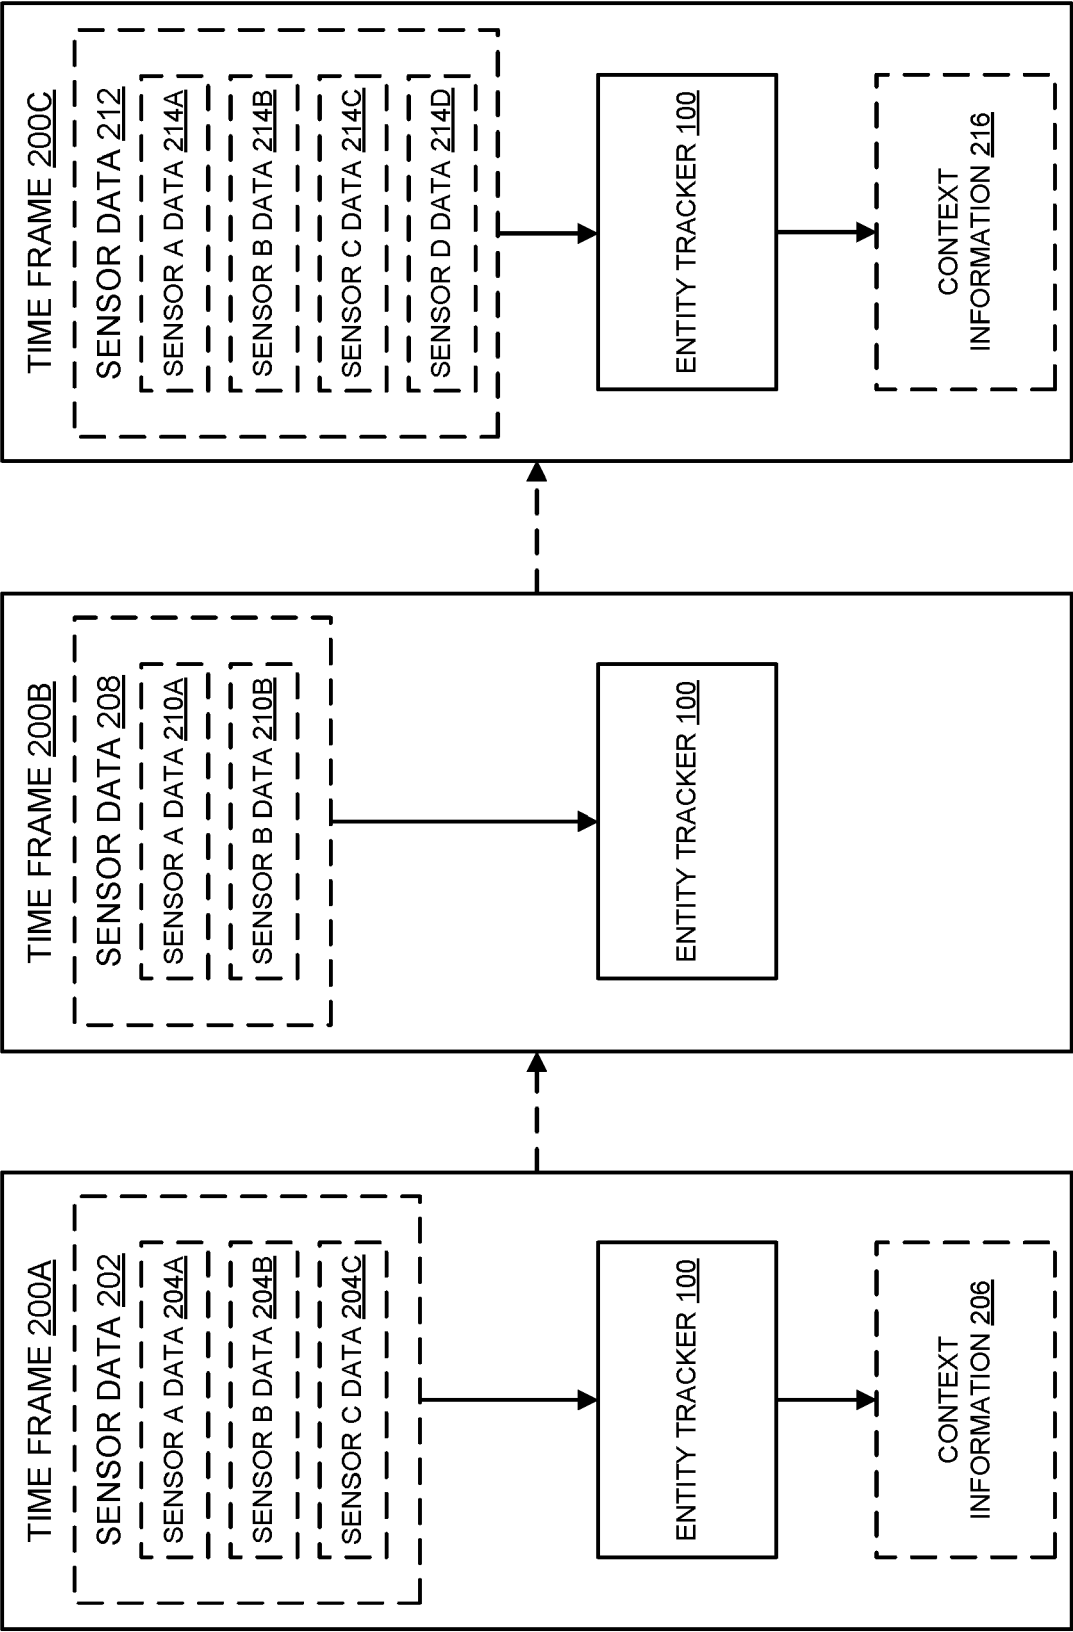 TIME FRAME 200A
SENSOR DATA 202
SENSOR A DATA 204A
SENSOR B DATA 204B
SENSOR C DATA 204C
ENTITY TRACKER 100
CONTEXT
INFORMATION 206
TIME FRAME 200B
SENSOR DATA 208
SENSOR A DATA 210A
SENSOR B DATA 210B
ENTITY TRACKER 100
TIME FRAME 200C
SENSOR DATA 212
SENSOR A DATA 214A
SENSOR B DATA 214B
SENSOR C DATA 214C
SENSOR D DATA 214D
ENTITY TRACKER 100
CONTEXT
INFORMATION 216